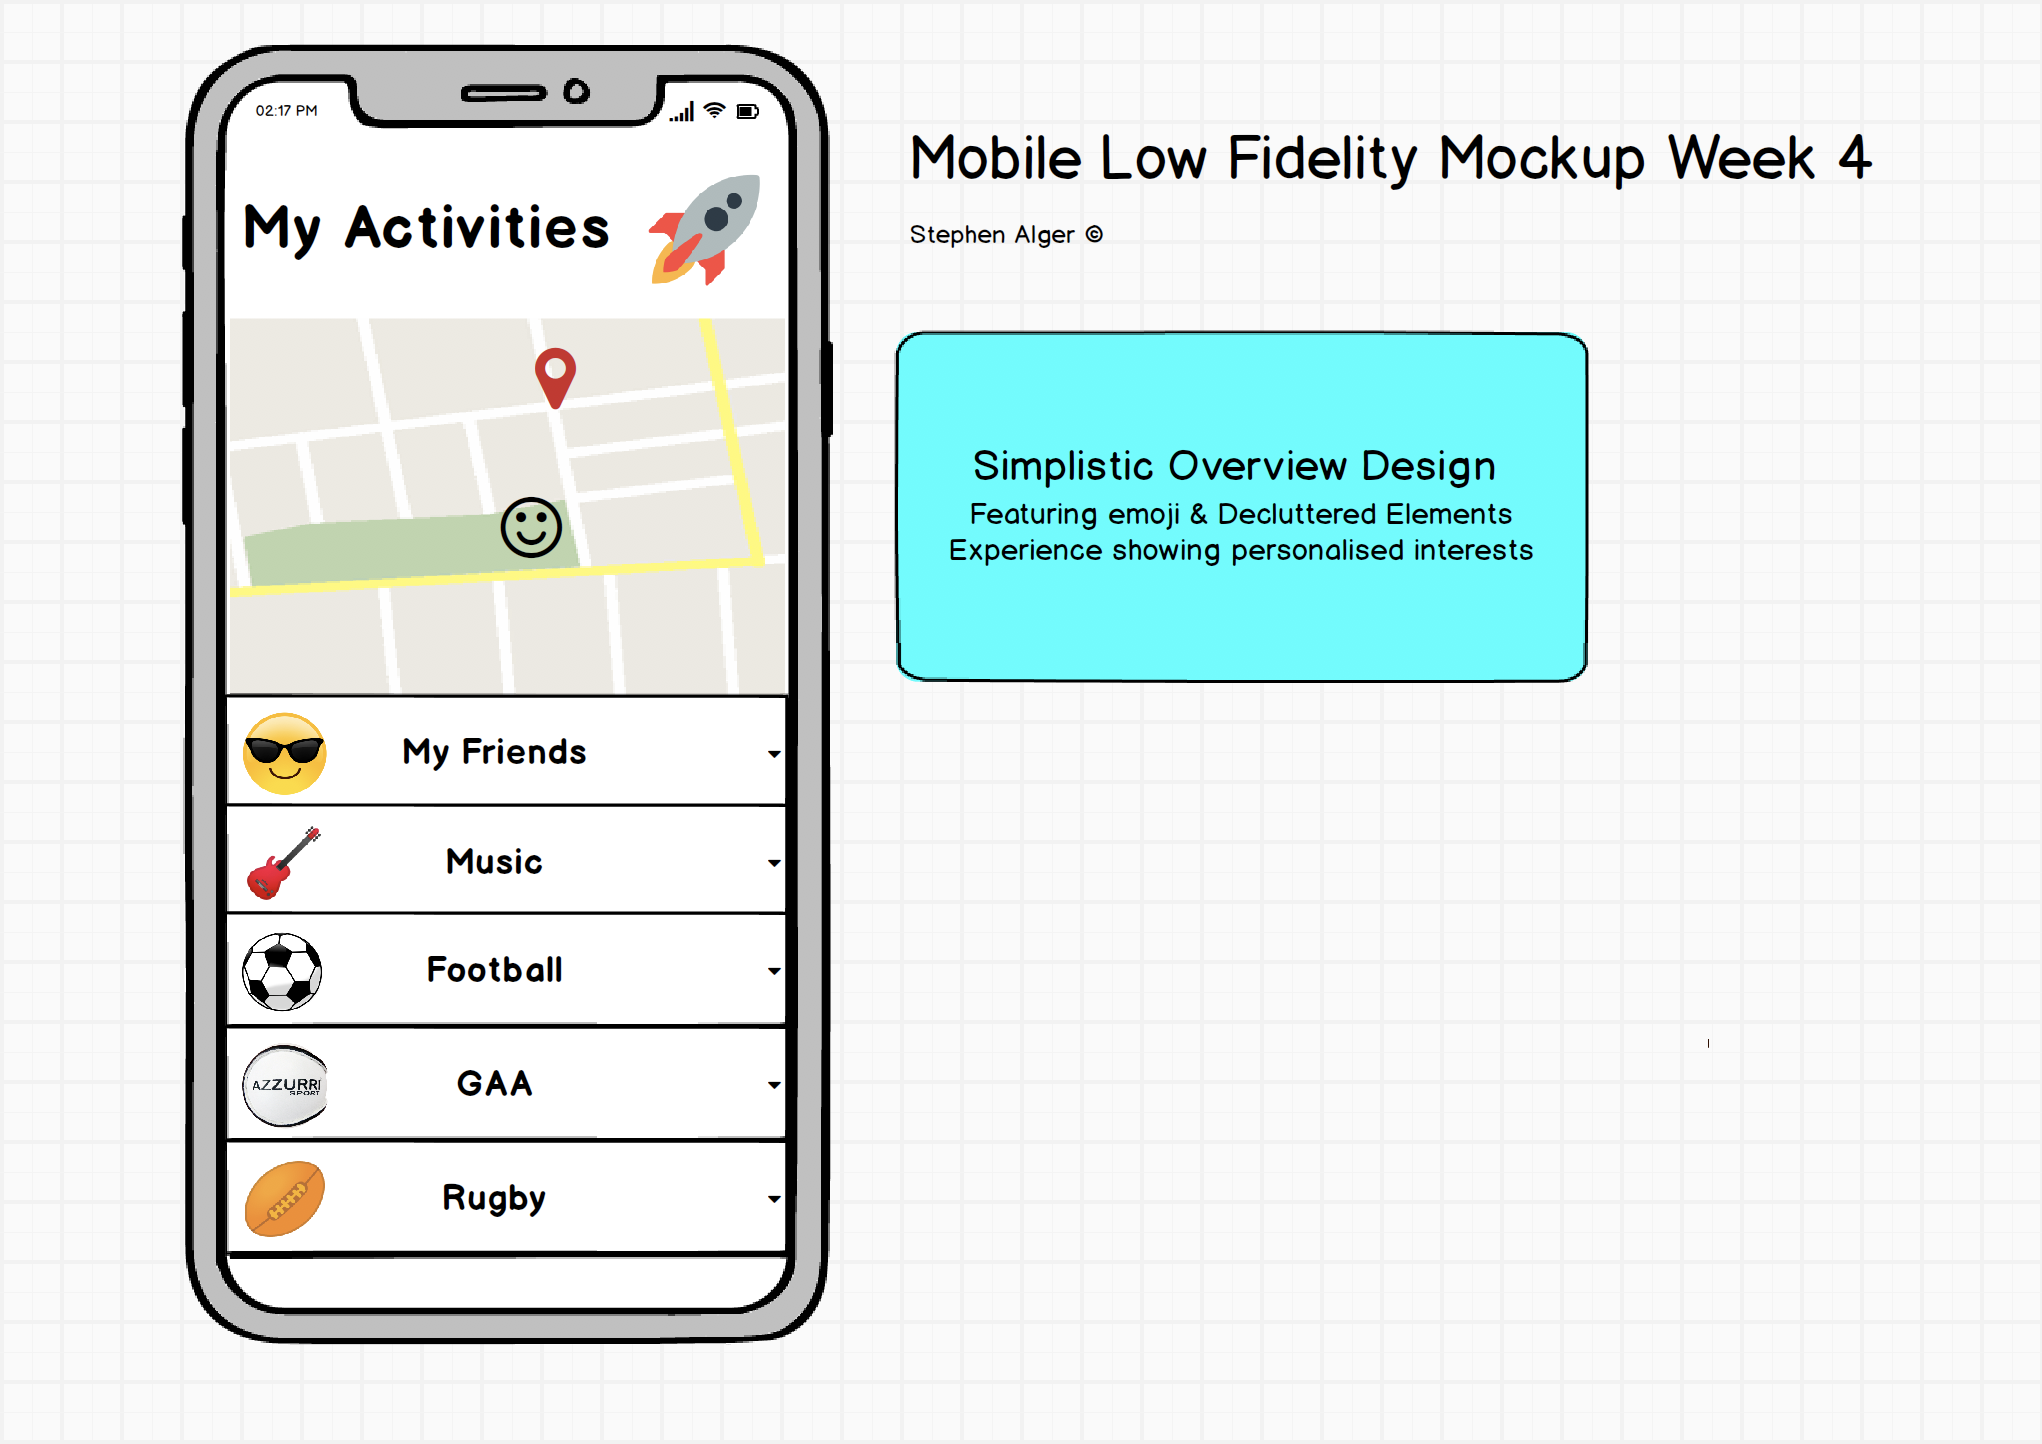 02:17 PM
My Activities
My Friends
Music
Football
AZZURRI
SPORT
GAA
Rugby
Mobile Low Fidelity Mockup Week 4
Stephen Alger ©
Simplistic Overview Design
Featuring emoji & Decluttered Elements
Experience showing personalised interests